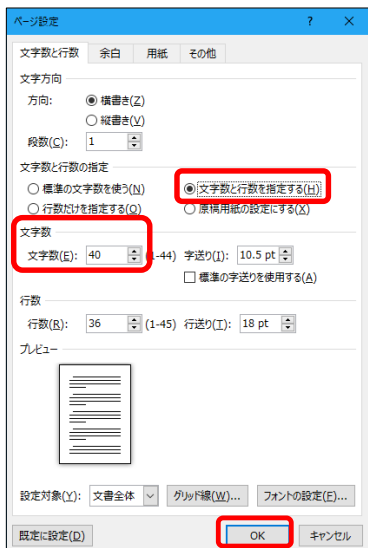 ページ設定 ? ×
文字数と行数 余白 用紙 その他
文字方向
方向: 横書き(Z)
縦書き(V)
段数(C): 1
文字数と行数の指定
標準の文字数を使う(N) 文字数と行数を指定する(H)
行数だけを指定する(O) 原稿用紙の設定にする(X)
文字数
文字数(E): 40 (1-44) 字送り(I): 10.5 pt
標準の字送りを使用する(A)
行数
行数(R): 36 (1-45) 行送り(T): 18 pt
プレビュー
設定対象(Y): 文書全体 グリッド線(W)... フォントの設定(F)...
既定に設定(D) OK キャンセル